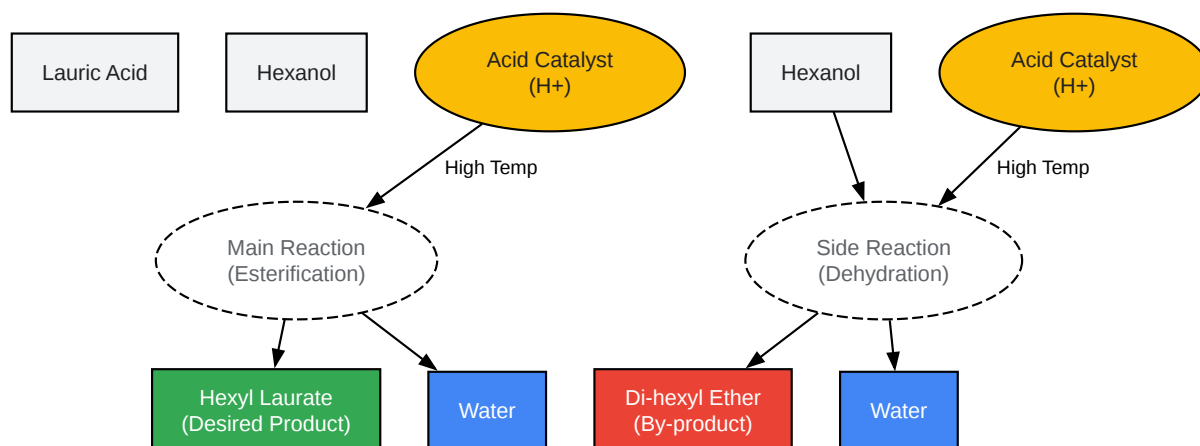 Lauric Acid
Hexanol
Acid Catalyst
(H+)
Hexanol
Acid Catalyst
(H+)
High Temp
High Temp
Main Reaction
(Esterification)
Side Reaction
(Dehydration)
Hexyl Laurate
(Desired Product)
Water
Di-hexyl Ether
(By-product)
Water